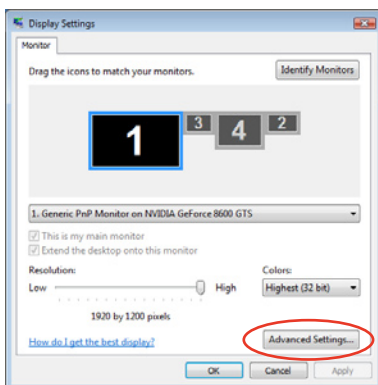 Display Settings
Monitor
Drag the icons to match your monitors.
Identify Monitors
1
3
4
2
1. Generic PnP Monitor on NVIDIA GeForce 8600 GTS
This is my main monitor
Extend the desktop onto this monitor
Resolution:
Colors:
Low
High
Highest (32 bit)
1920 by 1200 pixels
How do I get the best display?
Advanced Settings...
OK
Cancel
Apply